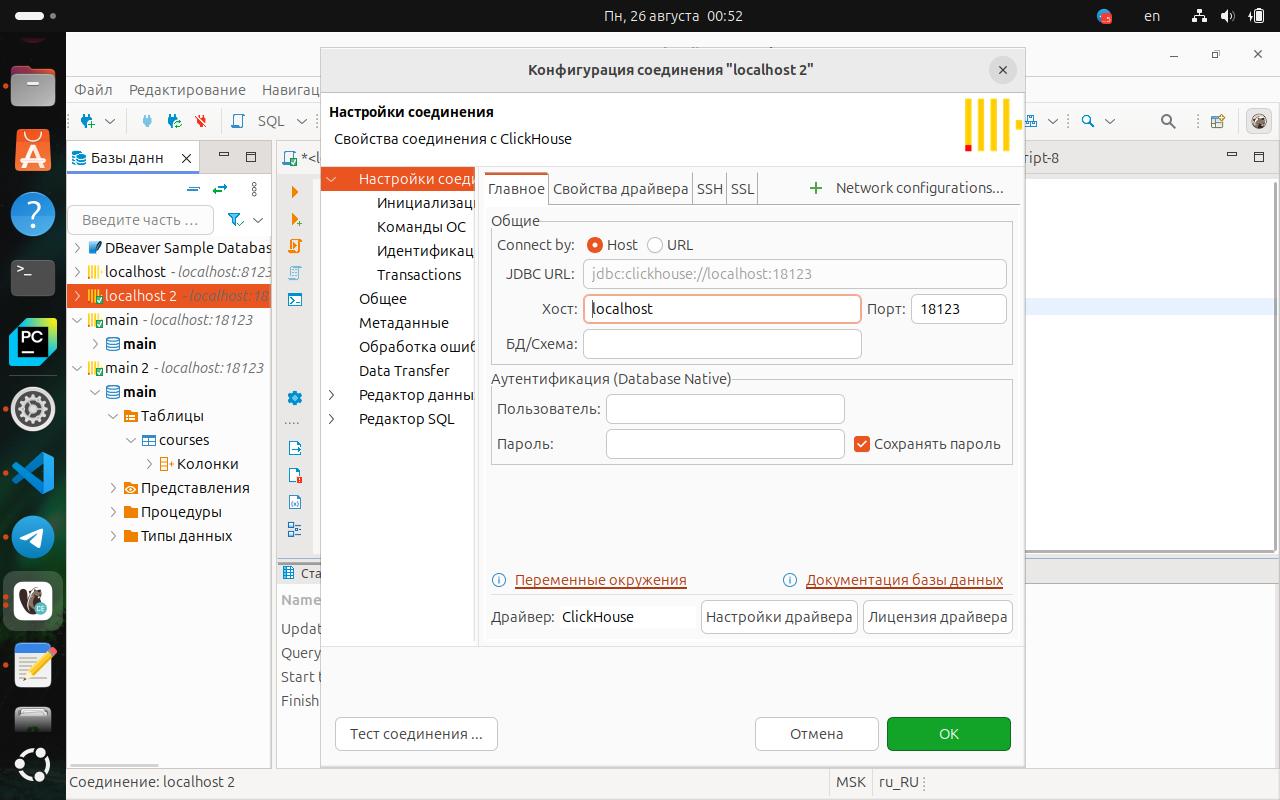 Пн, 26 августа 00:52
en
Конфигурация соединения "localhost 2"
Файл Редактирование Навигац
Настройки соединения
Свойства соединения с ClickHouse
SQL
Базы данн
*<l
ript-8
Введите часть ...
DBeaver Sample Databas
localhost - localhost:8123
localhost 2 - localhost:18
main - localhost:18123
main
main 2 - localhost:18123
main
Таблицы
courses
Колонки
Представления
Процедуры
Типы данных
Настройки соеди
Инициализац
Команды ОС
Идентификац
Transactions
Общее
Метаданные
Обработка ошиб
Data Transfer
Редактор данны
Редактор SQL
Главное Свойства драйвера SSH SSL
Network configurations...
Общие
Connect by: Host URL
JDBC URL: jdbc:clickhouse://localhost:18123
Хост: localhost Порт: 18123
БД/Схема:
Аутентификация (Database Native)
Пользователь:
Пароль: Сохранять пароль
Переменные окружения Документация базы данных
Драйвер: ClickHouse Настройки драйвера Лицензия драйвера
Ста
Name
Updat
Query
Start t
Finish
Тест соединения ... Отмена OK
Соединение: localhost 2
MSK ru_RU
PC
CE